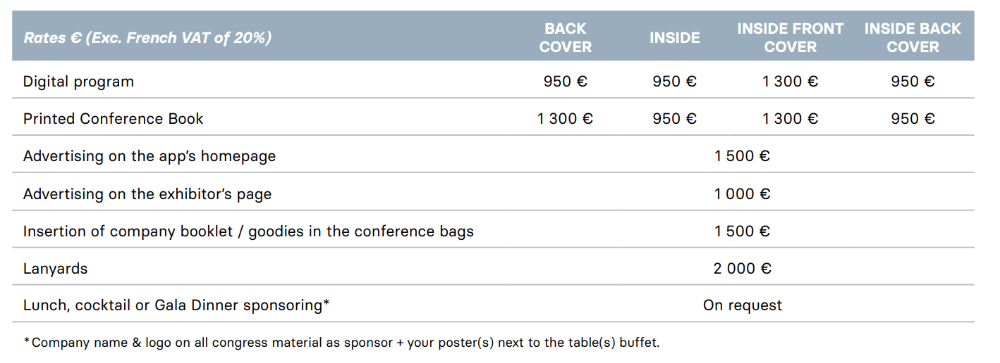 Rates € (Exc. French VAT of 20%) BACK COVER INSIDE INSIDE FRONT COVER INSIDE BACK COVER
Digital program 950 € 950 € 1 300 € 950 €
Printed Conference Book 1 300 € 950 € 1 300 € 950 €
Advertising on the app’s homepage 1 500 €
Advertising on the exhibitor’s page 1 000 €
Insertion of company booklet / goodies in the conference bags 1 500 €
Lanyards 2 000 €
Lunch, cocktail or Gala Dinner sponsoring* On request
* Company name & logo on all congress material as sponsor + your poster(s) next to the table(s) buffet.